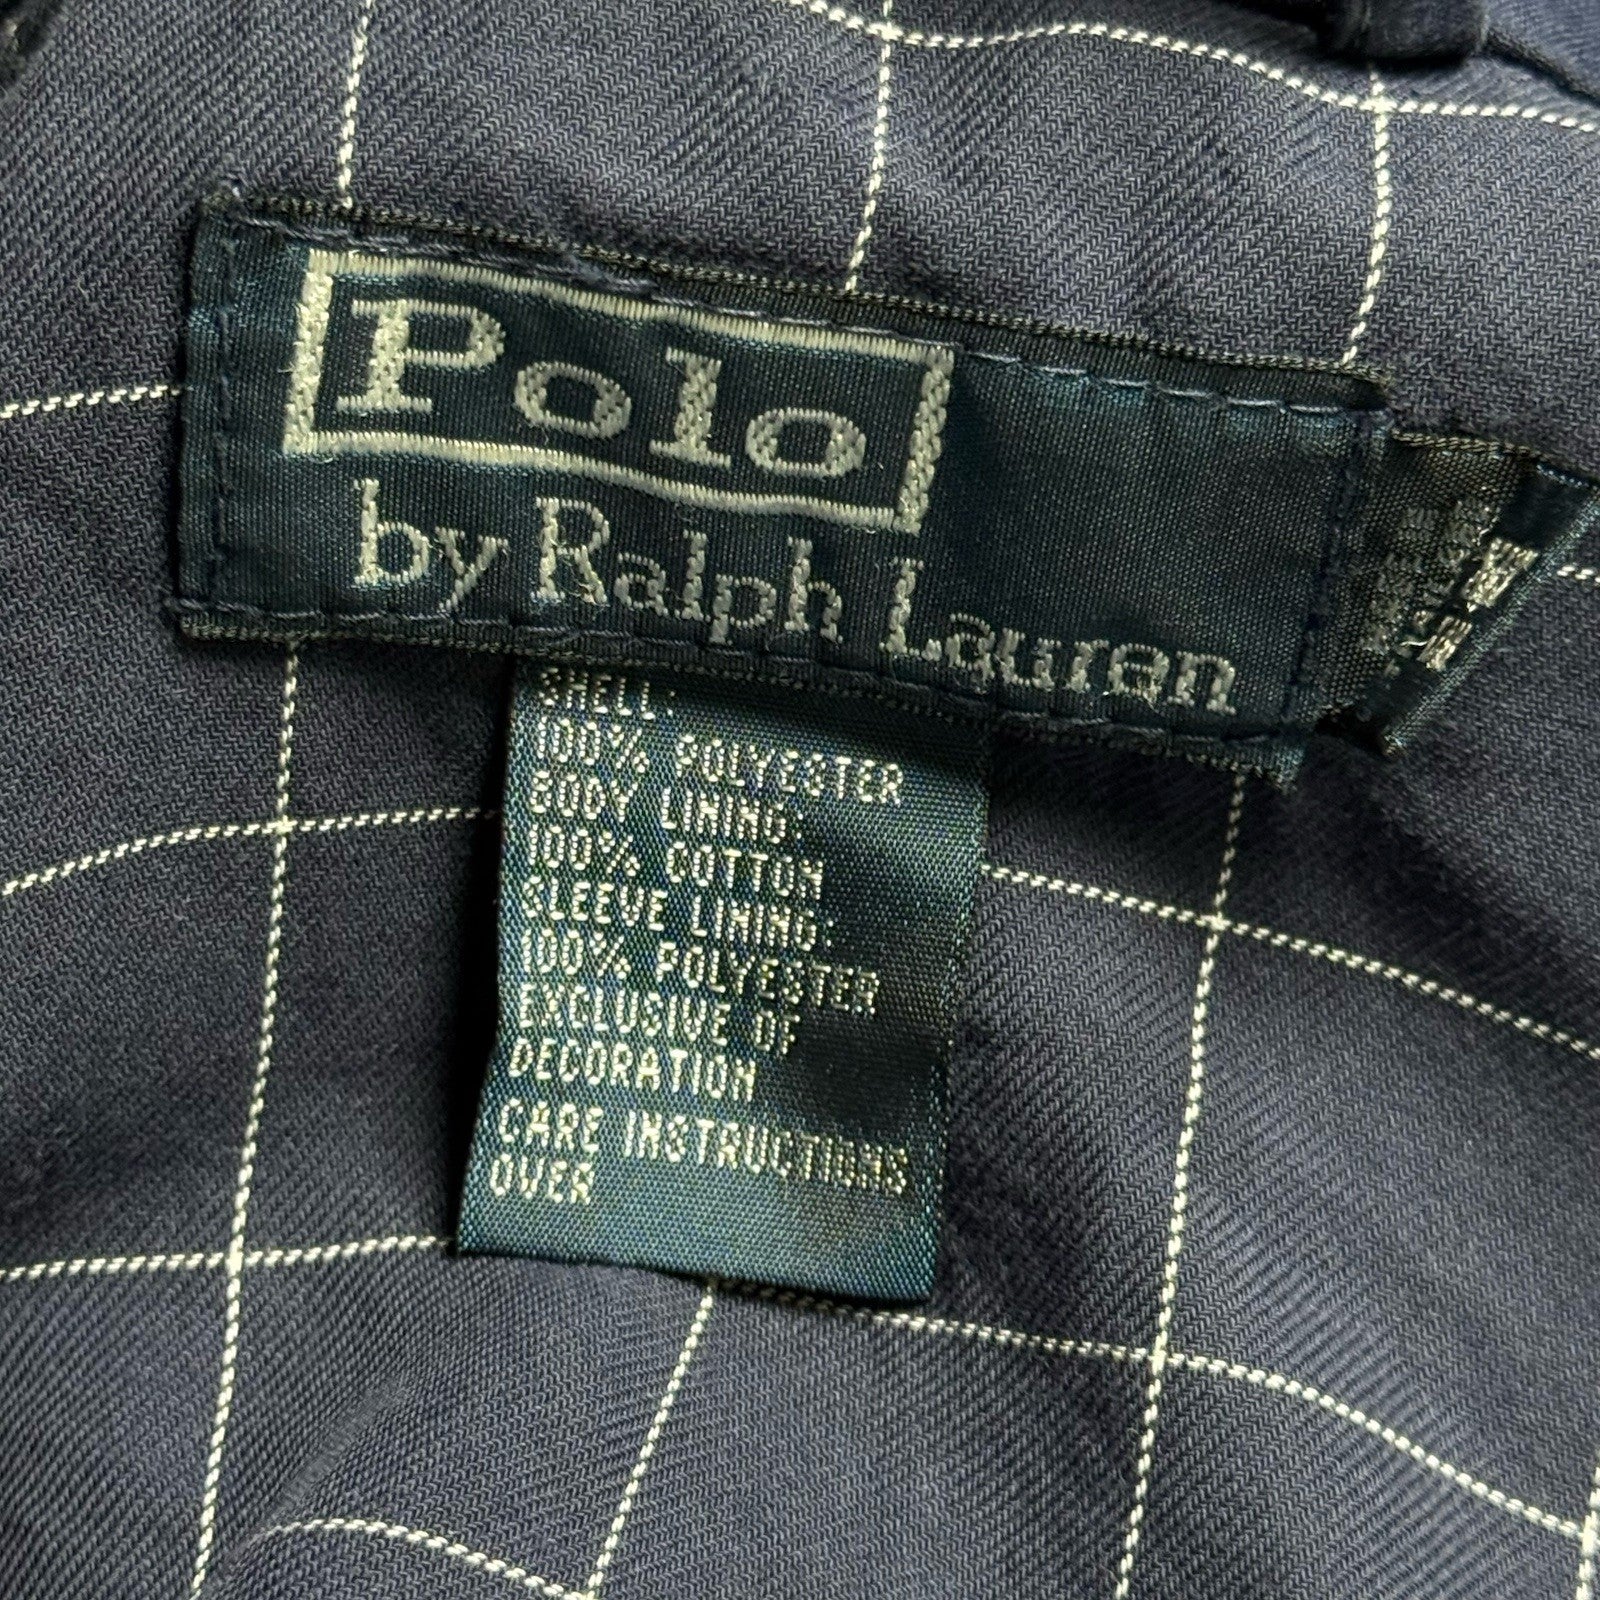 Polo
by Ralph Lauren
SHELL:
100% POLYESTER
BODY LINING:
100% COTTON
SLEEVE LINING:
100% POLYESTER
EXCLUSIVE OF
DECORATION
CARE INSTRUCTIONS
OVER